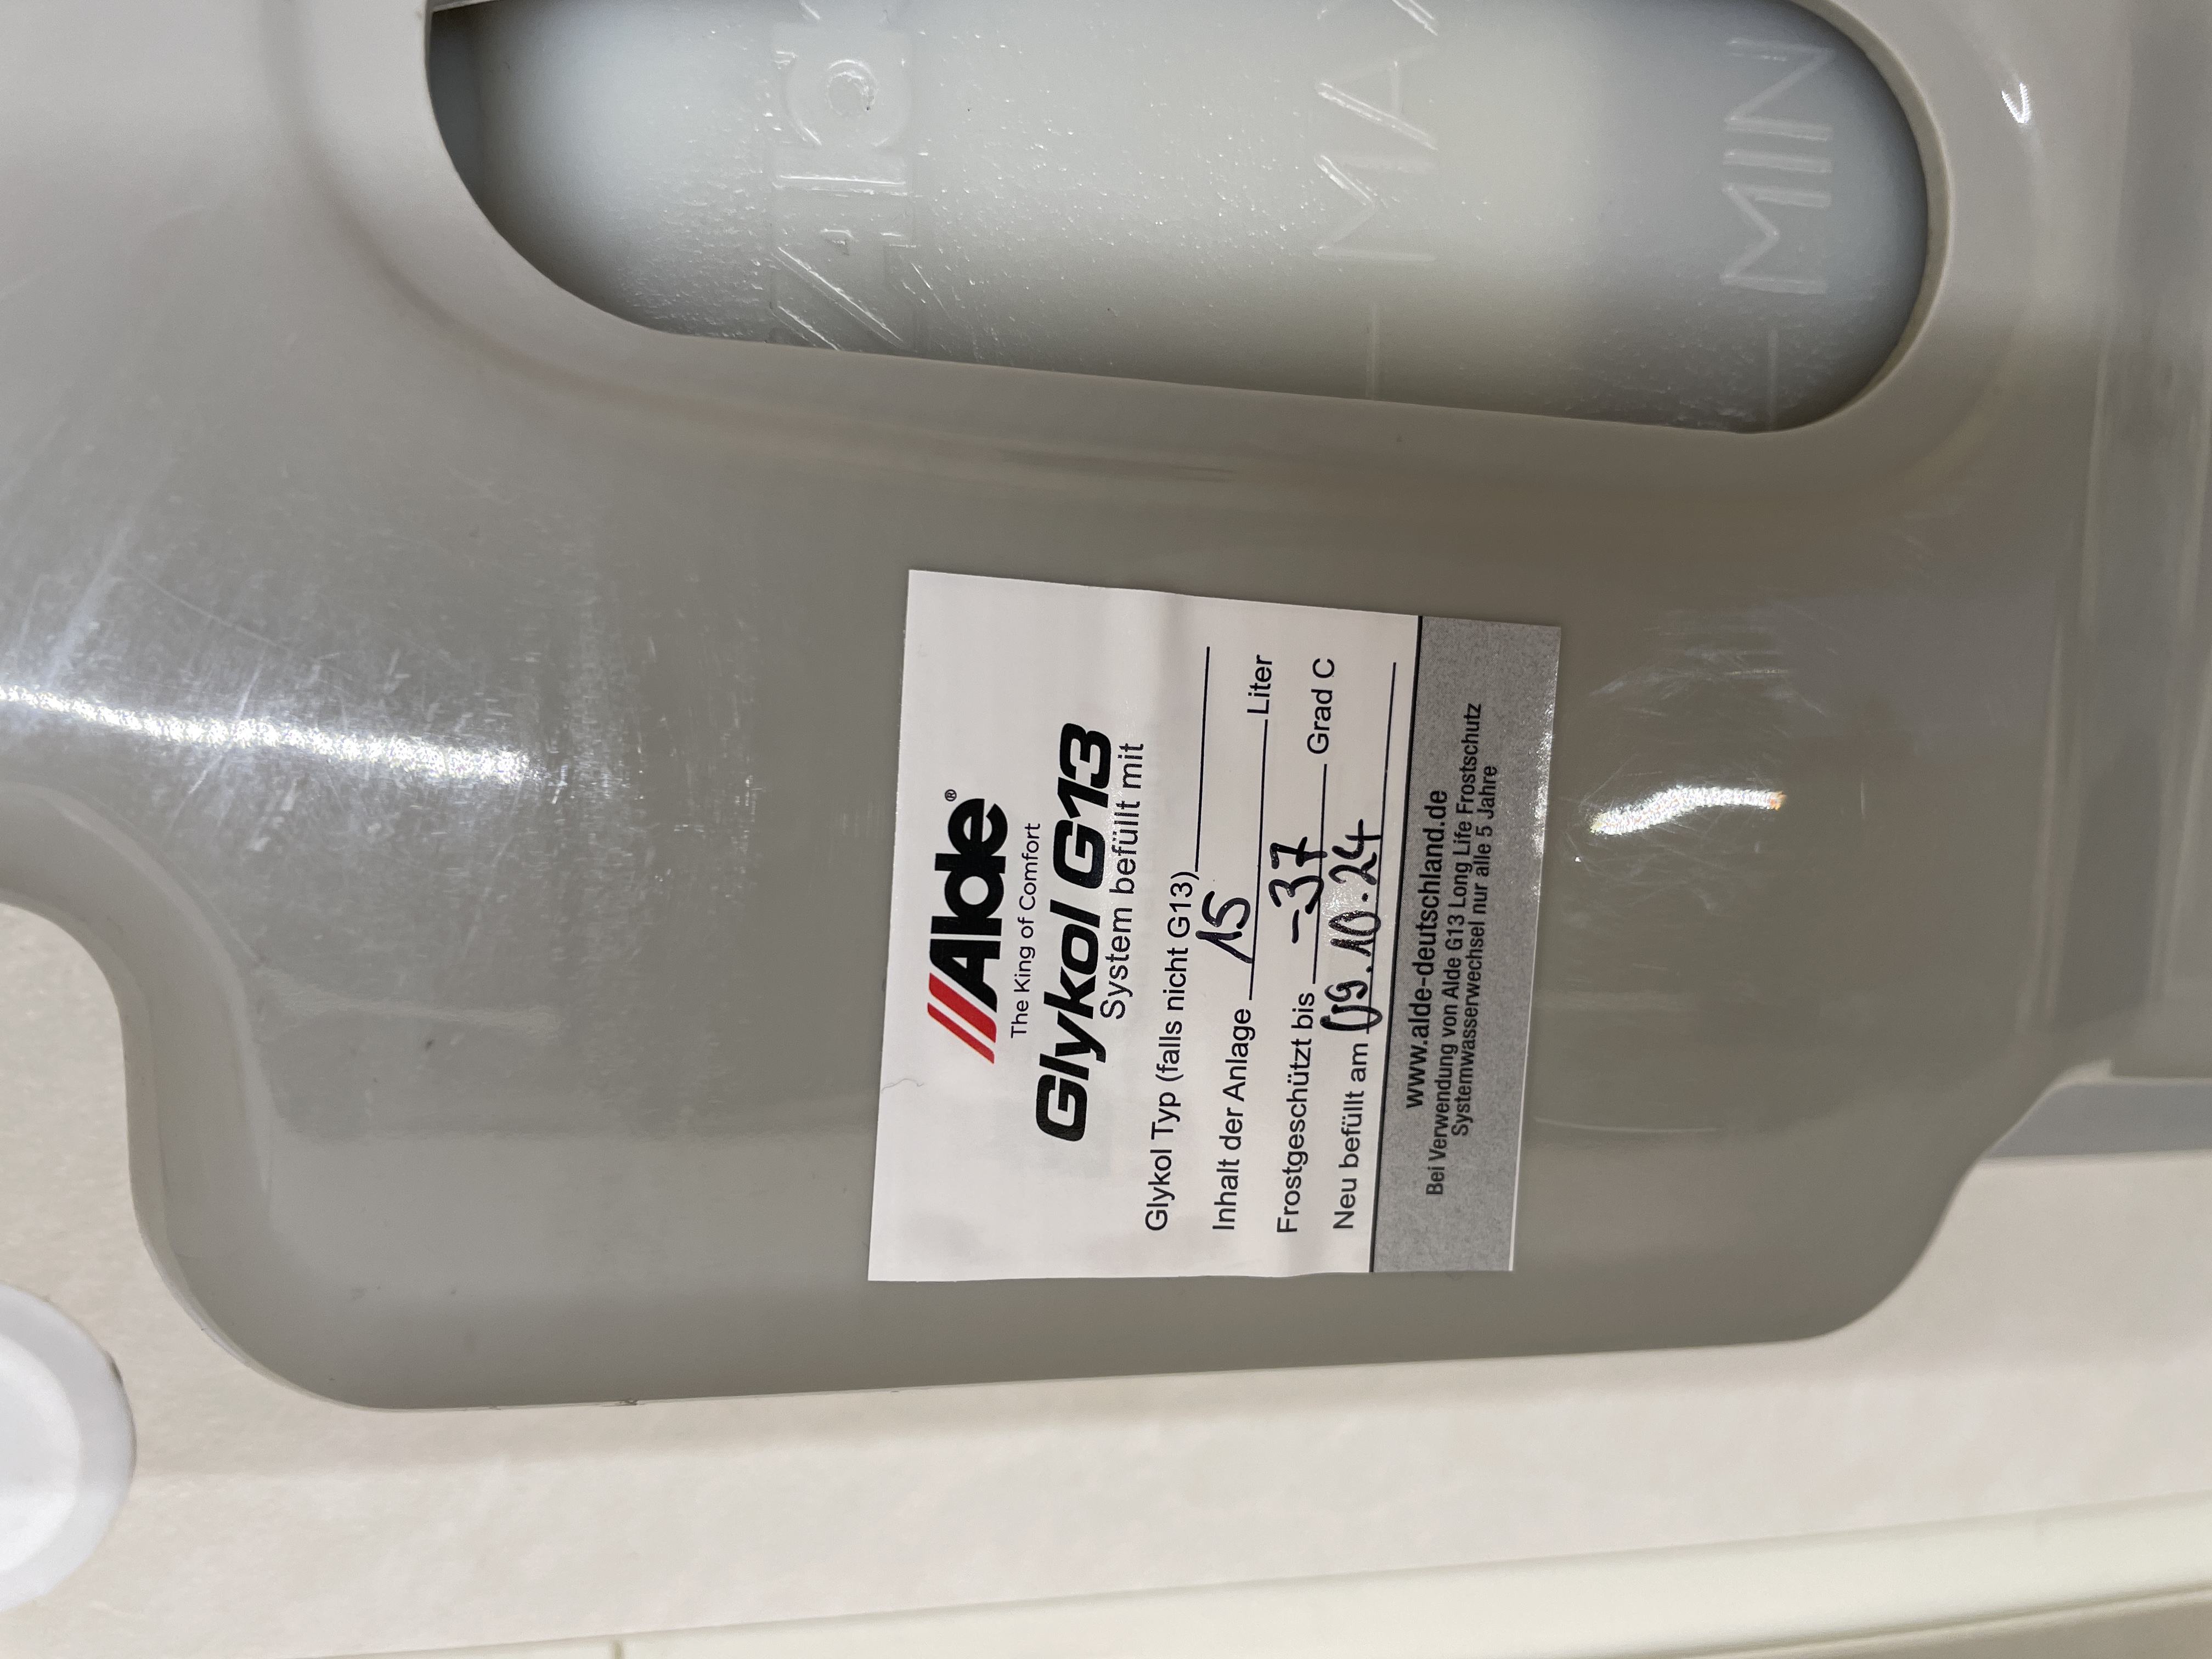 Alde
MAX
MIN
Alde®
The King of Comfort
Glykol G13
System befüllt mit
Glykol Typ (falls nicht G13)
Inhalt der Anlage 15 Liter
Frostgeschützt bis -37 Grad C
Neu befüllt am 09.10.24
www.alde-deutschland.de
Bei Verwendung von Alde G13 Long Life Frostschutz
Systemwasserwechsel nur alle 5 Jahre